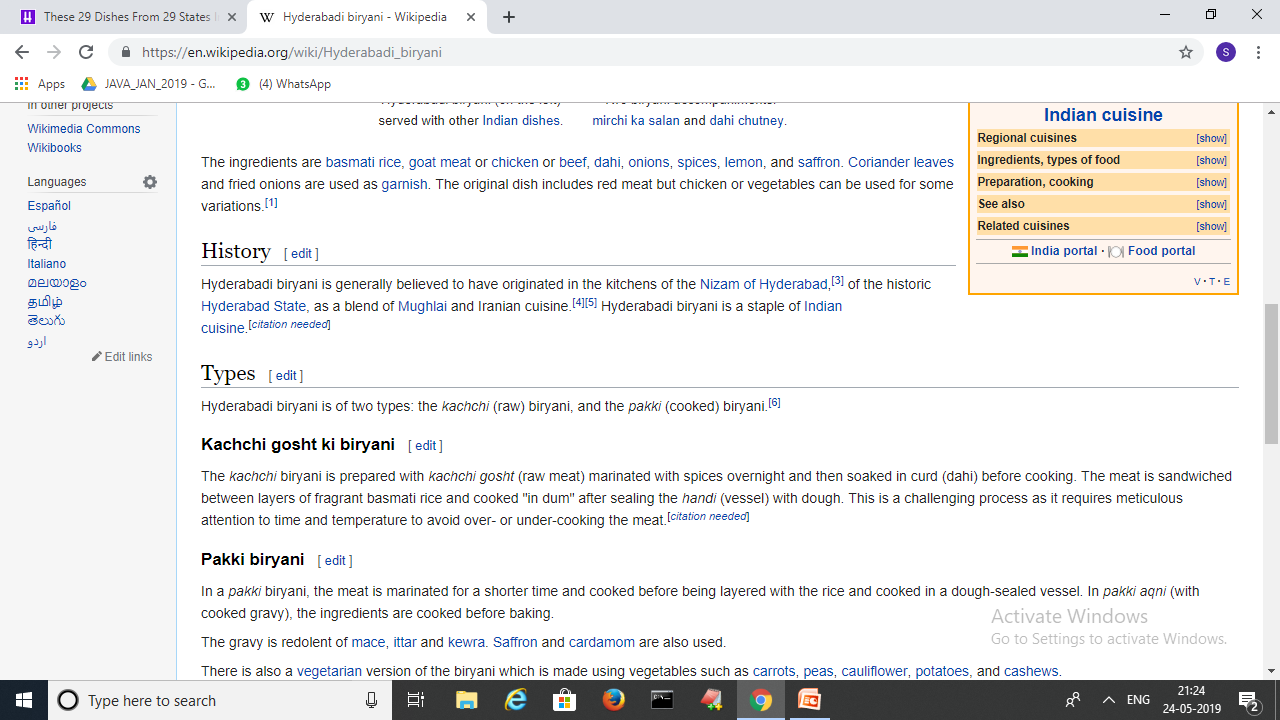 These 29 Dishes From 29 States
Hyderabadi biryani - Wikipedia
https://en.wikipedia.org/wiki/Hyderabadi_biryani
S
Apps
JAVA_JAN_2019 - G...
3
(4) WhatsApp
In other projects
Wikimedia Commons
Wikibooks
Languages
Español
فارسی
हिन्दी
Italiano
മലയാളം
தமிழ்
తెలుగు
اردو
Edit links
served with other Indian dishes.
mirchi ka salan and dahi chutney.
The ingredients are basmati rice, goat meat or chicken or beef, dahi, onions, spices, lemon, and saffron. Coriander leaves
and fried onions are used as garnish. The original dish includes red meat but chicken or vegetables can be used for some
variations.[1]
History [ edit ]
Hyderabadi biryani is generally believed to have originated in the kitchens of the Nizam of Hyderabad,[3] of the historic
Hyderabad State, as a blend of Mughlai and Iranian cuisine.[4][5] Hyderabadi biryani is a staple of Indian
cuisine.[citation needed]
Indian cuisine
Regional cuisines [show]
Ingredients, types of food [show]
Preparation, cooking [show]
See also [show]
Related cuisines [show]
India portal · Food portal
V · T · E
Types [ edit ]
Hyderabadi biryani is of two types: the kachchi (raw) biryani, and the pakki (cooked) biryani.[6]
Kachchi gosht ki biryani [ edit ]
The kachchi biryani is prepared with kachchi gosht (raw meat) marinated with spices overnight and then soaked in curd (dahi) before cooking. The meat is sandwiched
between layers of fragrant basmati rice and cooked "in dum" after sealing the handi (vessel) with dough. This is a challenging process as it requires meticulous
attention to time and temperature to avoid over- or under-cooking the meat.[citation needed]
Pakki biryani [ edit ]
In a pakki biryani, the meat is marinated for a shorter time and cooked before being layered with the rice and cooked in a dough-sealed vessel. In pakki aqni (with
cooked gravy), the ingredients are cooked before baking.
The gravy is redolent of mace, ittar and kewra. Saffron and cardamom are also used.
There is also a vegetarian version of the biryani which is made using vegetables such as carrots, peas, cauliflower, potatoes, and cashews.
Activate Windows
Go to Settings to activate Windows.
Type here to search
ENG
21:24
24-05-2019
2